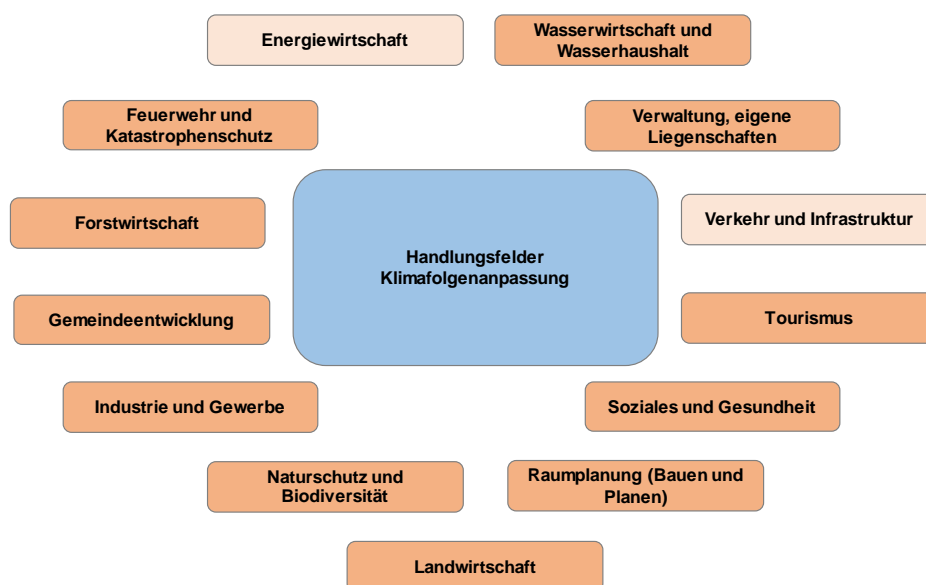 Energiewirtschaft
Wasserwirtschaft und
Wasserhaushalt
Feuerwehr und
Katastrophenschutz
Verwaltung, eigene
Liegenschaften
Forstwirtschaft
Verkehr und Infrastruktur
Handlungsfelder
Klimafolgenanpassung
Gemeindeentwicklung
Tourismus
Industrie und Gewerbe
Soziales und Gesundheit
Naturschutz und
Biodiversität
Raumplanung (Bauen und
Planen)
Landwirtschaft